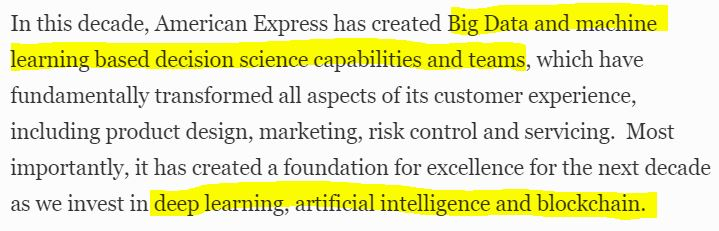 In this decade, American Express has created Big Data and machine
learning based decision science capabilities and teams, which have
fundamentally transformed all aspects of its customer experience,
including product design, marketing, risk control and servicing.  Most
importantly, it has created a foundation for excellence for the next decade
as we invest in deep learning, artificial intelligence and blockchain.